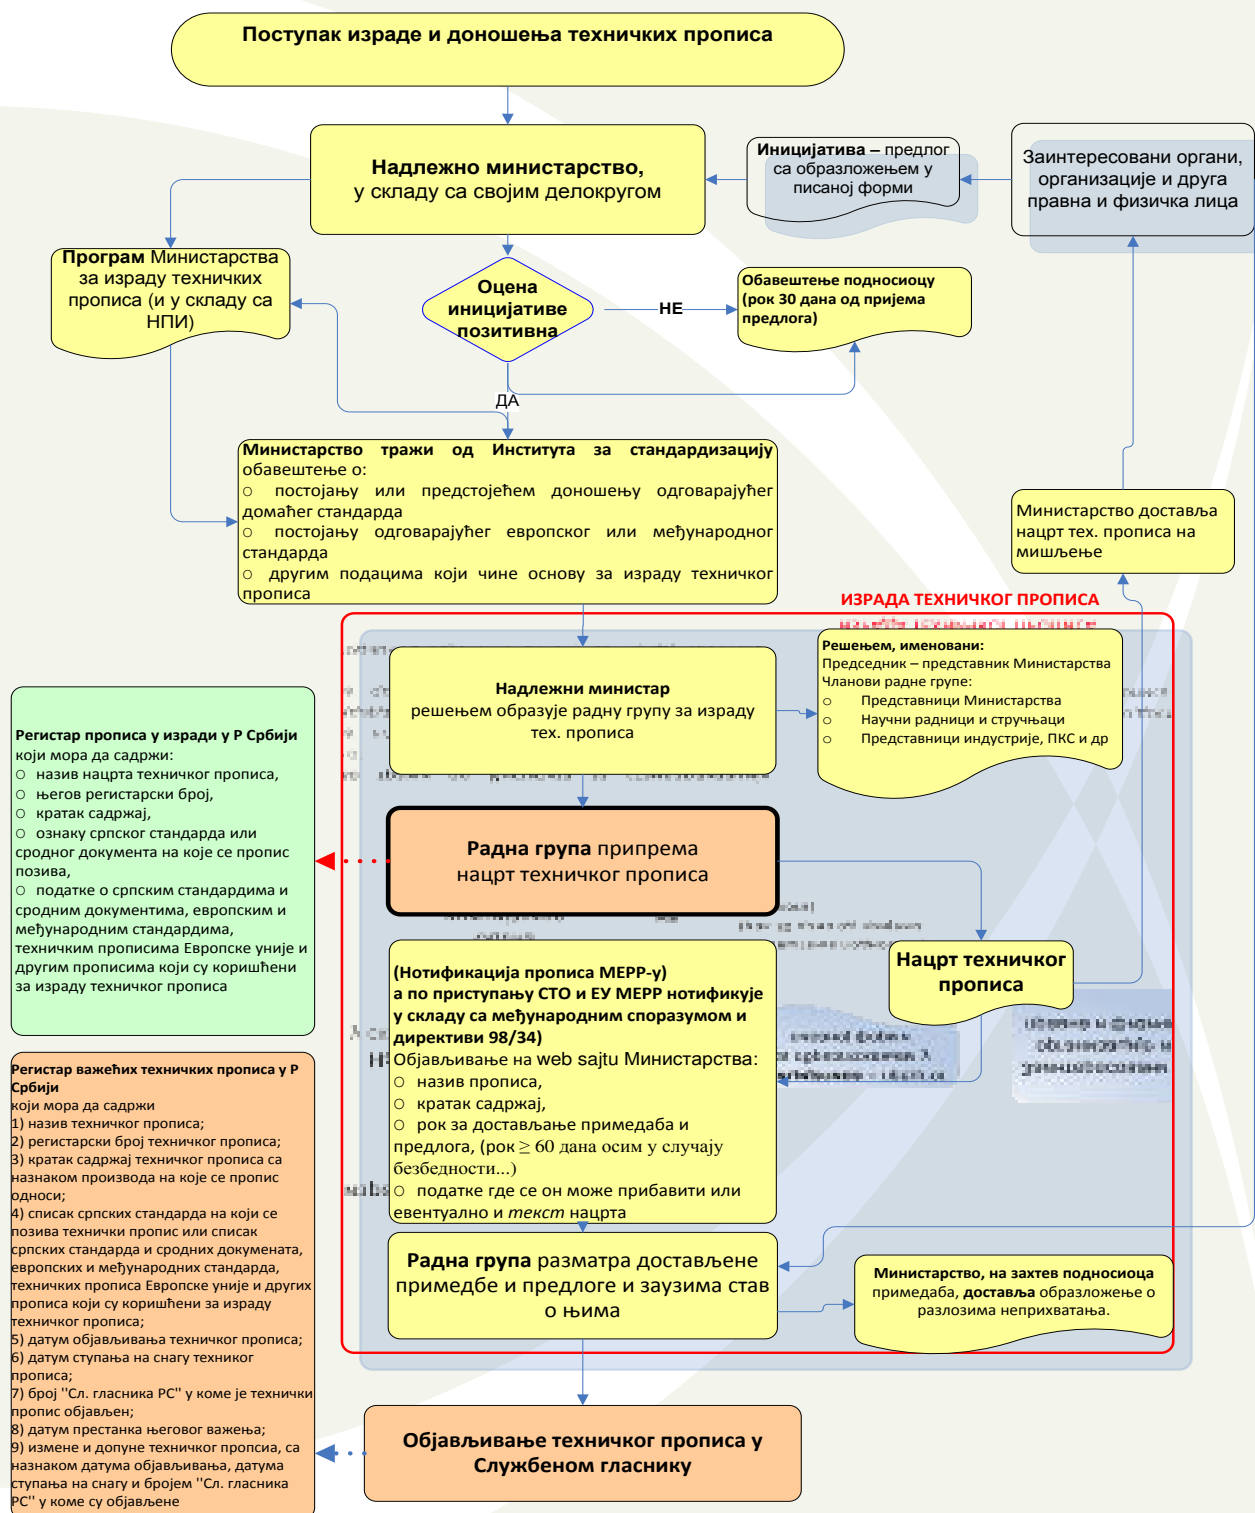 Поступак израде и доношења техничких прописа
Надлежно министарство,
у складу са својим делокругом
Иницијатива – предлог
са образложењем у
писаној форми
Заинтересовани органи,
организације и друга
правна и физичка лица
Програм Министарства
за израду техничких
прописа (и у складу са
НПИ)
Оцена
иницијативе
позитивна
НЕ
Обавештење подносиоцу
(рок 30 дана од пријема
предлога)
ДА
Министарство тражи од Института за стандардизацију
обавештење о:
○ постојању или предстојећем доношењу одговарајућег
домаћег стандарда
○ постојању одговарајућег европског или међународног
стандарда
○ другим подацима који чине основу за израду техничког
прописа
Министарство доставља
нацрт тех. прописа на
мишљење
ИЗРАДА ТЕХНИЧКОГ ПРОПИСА
Надлежни министар
решењем образује радну групу за израду
тех. прописа
Решењем, именовани:
Председник – представник Министарства
Чланови радне групе:
○ Представници Министарства
○ Научни радници и стручњаци
○ Представници индустрије, ПКС и др
Регистар прописа у изради у Р Србији
који мора да садржи:
○ назив нацрта техничког прописа,
○ његов регистарски број,
○ кратак садржај,
○ ознаку српског стандарда или
сродног документа на које се пропис
позива,
○ податке о српским стандардима и
сродним документима, европским и
међународним стандардима,
техничким прописима Европске уније и
другим прописима који су коришћени
за израду техничког прописа
Радна група припрема
нацрт техничког прописа
Нацрт техничког
прописа
(Нотификација прописа МЕРР-у)
а по приступању СТО и ЕУ МЕРР нотификује
у складу са међународним споразумом и
директиви 98/34)
Објављивање на web sajtu Министарства:
○ назив прописа,
○ кратак садржај,
○ рок за достављање примедаба и
предлога, (рок ≥ 60 дана осим у случају
безбедности...)
○ податке где се он може прибавити или
евентуално и текст нацрта
Регистар важећих техничких прописа у Р
Србији
који мора да садржи
1) назив техничког прописа;
2) регистарски број техничког прописа;
3) кратак садржај техничког прописа са
назнаком производа на које се пропис
односи;
4) списак српских стандарда на који се
позива технички пропис или списак
српских стандарда и сродних докумената,
европских и међународних стандарда,
техничких прописа Европске уније и других
прописа који су коришћени за израду
техничког прописа;
5) датум објављивања техничког прописа;
6) датум ступања на снагу техниког
прописа;
7) број "Сл. гласника РС" у коме је технички
пропис објављен;
8) датум престанка његовог важења;
9) измене и допуне техничког пропсиа, са
назнаком датума објављивања, датума
ступања на снагу и бројем "Сл. гласника
РС" у коме су објављене
Радна група разматра достављене
примедбе и предлоге и заузима став
о њима
Министарство, на захтев подносиоца
примедаба, доставља образложење о
разлозима неприхватања.
Објављивање техничког прописа у
Службеном гласнику